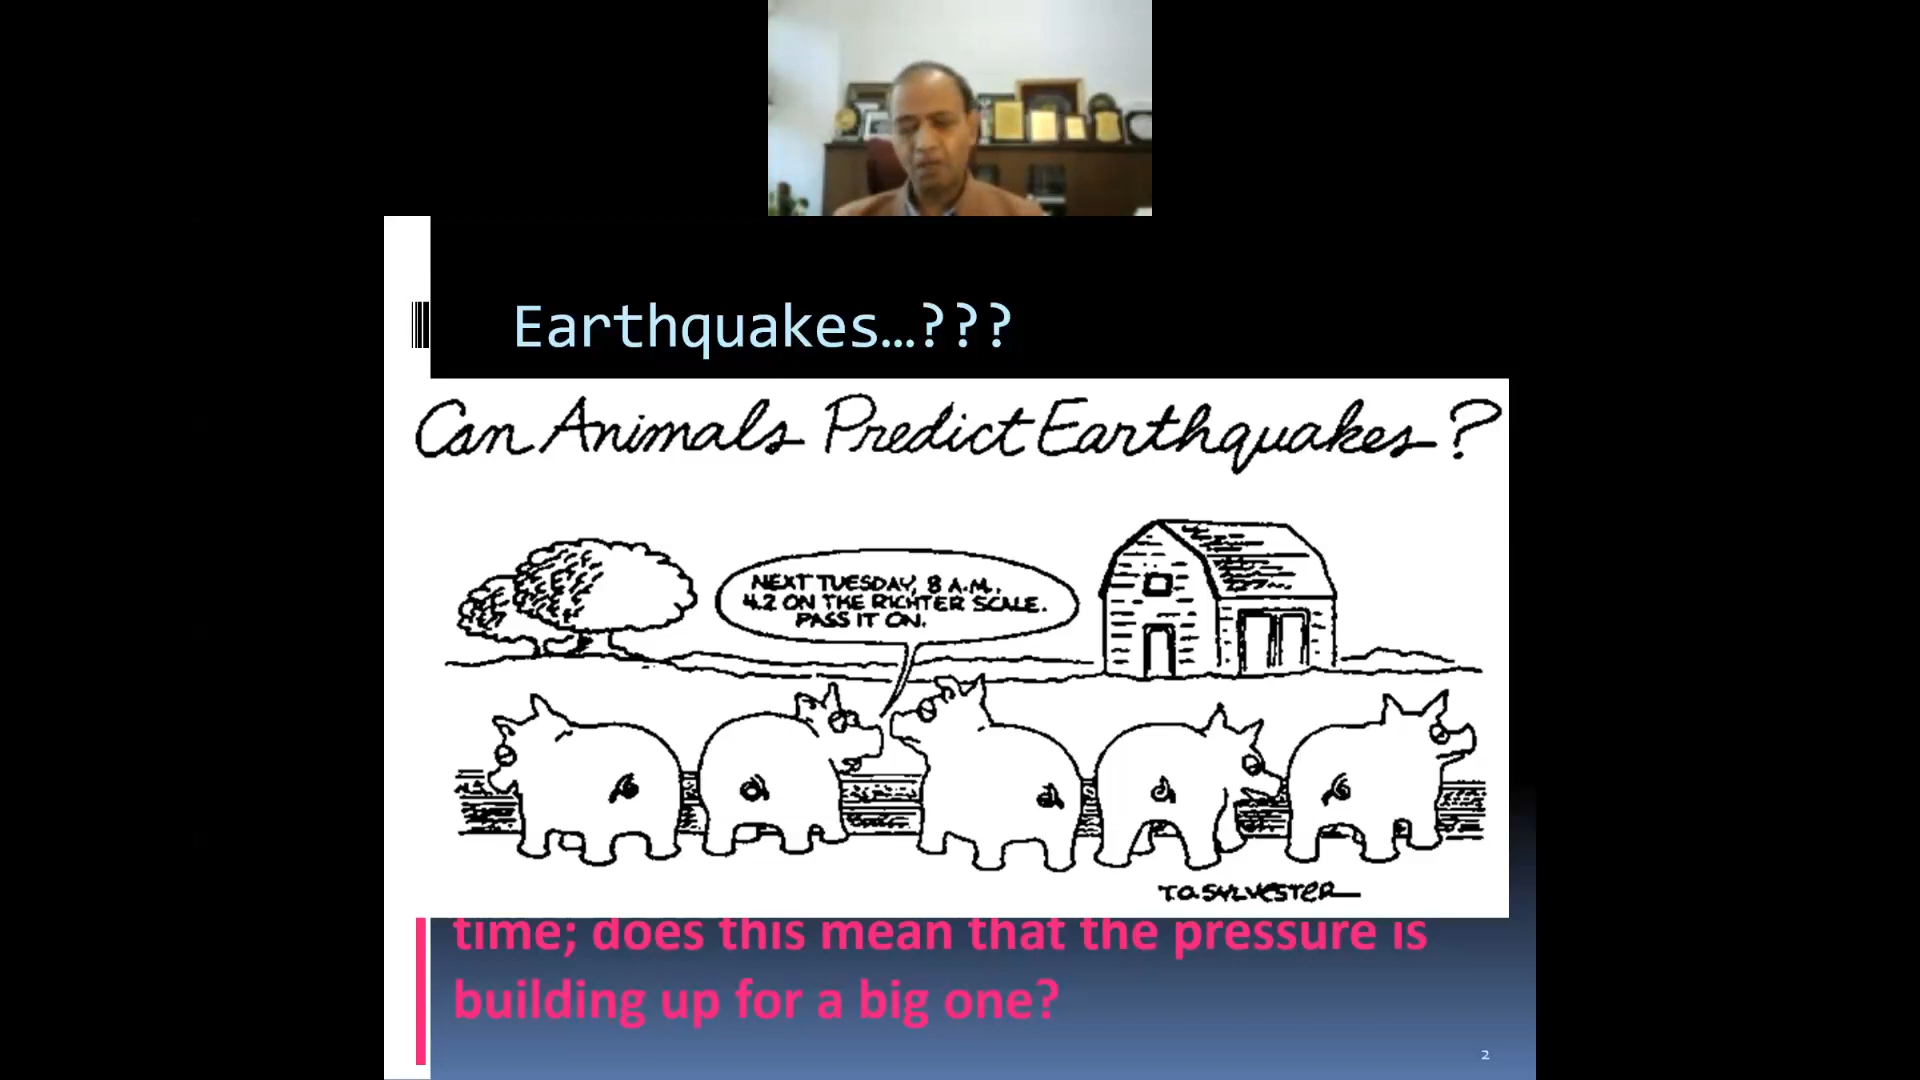 Earthquakes...???
Can Animals Predict Earthquakes?
NEXT TUESDAY, 8 A.M.,
4.2 ON THE RICHTER SCALE.
PASS IT ON.
T.O. SYLVESTER
time; does this mean that the pressure is
building up for a big one?
2